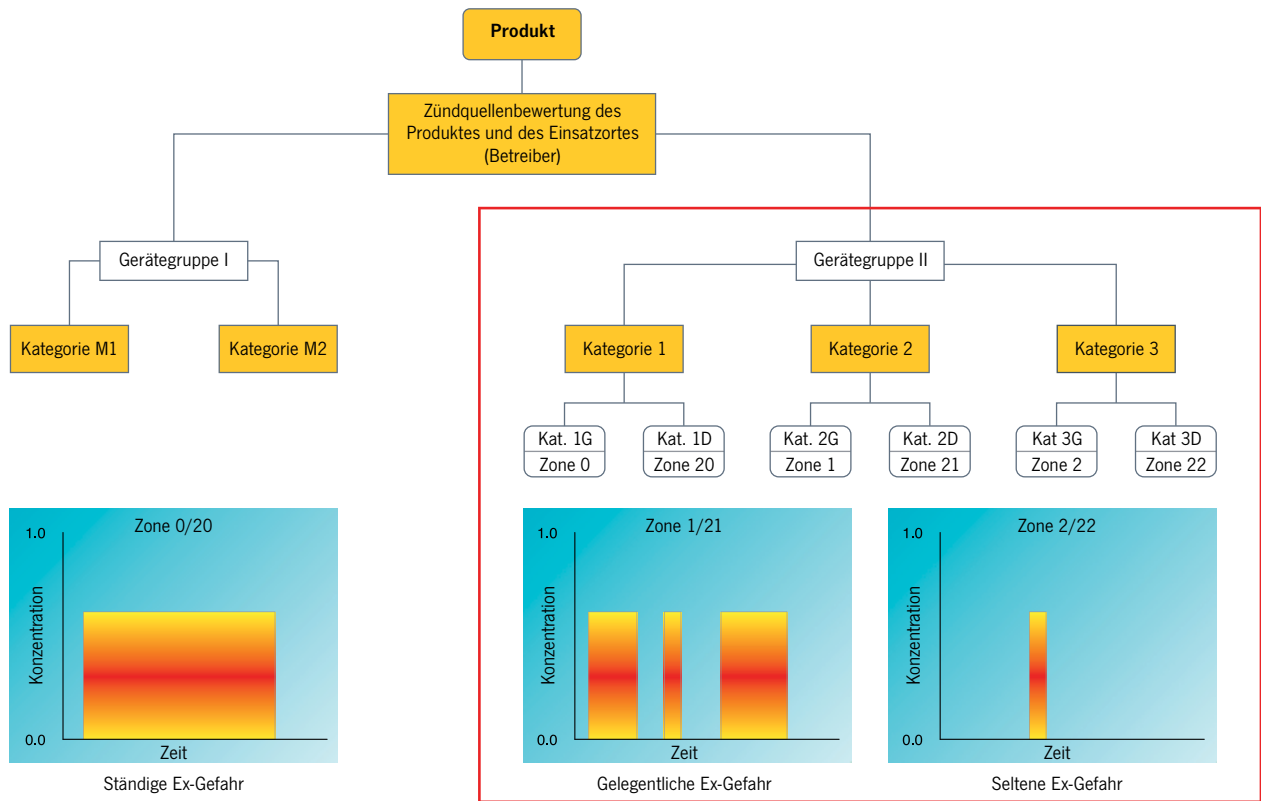 Produkt
Zündquellenbewertung des
Produktes und des Einsatzortes
(Betreiber)
Gerätegruppe I
Gerätegruppe II
Kategorie M1
Kategorie M2
Kategorie 1
Kategorie 2
Kategorie 3
Kat. 1G
Zone 0
Kat. 1D
Zone 20
Kat. 2G
Zone 1
Kat. 2D
Zone 21
Kat 3G
Zone 2
Kat 3D
Zone 22
Zone 0/20
1.0
Konzentration
0.0
Zeit
Ständige Ex-Gefahr
Zone 1/21
1.0
Konzentration
0.0
Zeit
Gelegentliche Ex-Gefahr
Zone 2/22
1.0
Konzentration
0.0
Zeit
Seltene Ex-Gefahr